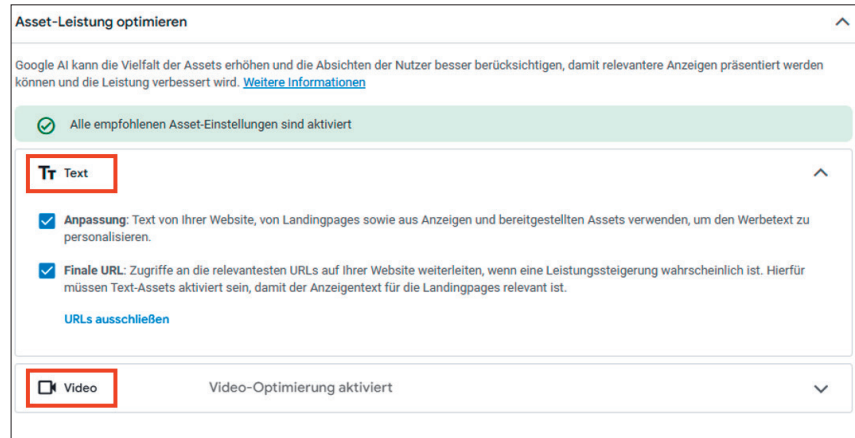 Asset-Leistung optimieren
Google AI kann die Vielfalt der Assets erhöhen und die Absichten der Nutzer besser berücksichtigen, damit relevantere Anzeigen präsentiert werden
können und die Leistung verbessert wird. Weitere Informationen
Alle empfohlenen Asset-Einstellungen sind aktiviert
Tт Text
Anpassung: Text von Ihrer Website, von Landingpages sowie aus Anzeigen und bereitgestellten Assets verwenden, um den Werbetext zu
personalisieren.
Finale URL: Zugriffe an die relevantesten URLs auf Ihrer Website weiterleiten, wenn eine Leistungssteigerung wahrscheinlich ist. Hierfür
müssen Text-Assets aktiviert sein, damit der Anzeigentext für die Landingpages relevant ist.
URLs ausschließen
Video Video-Optimierung aktiviert